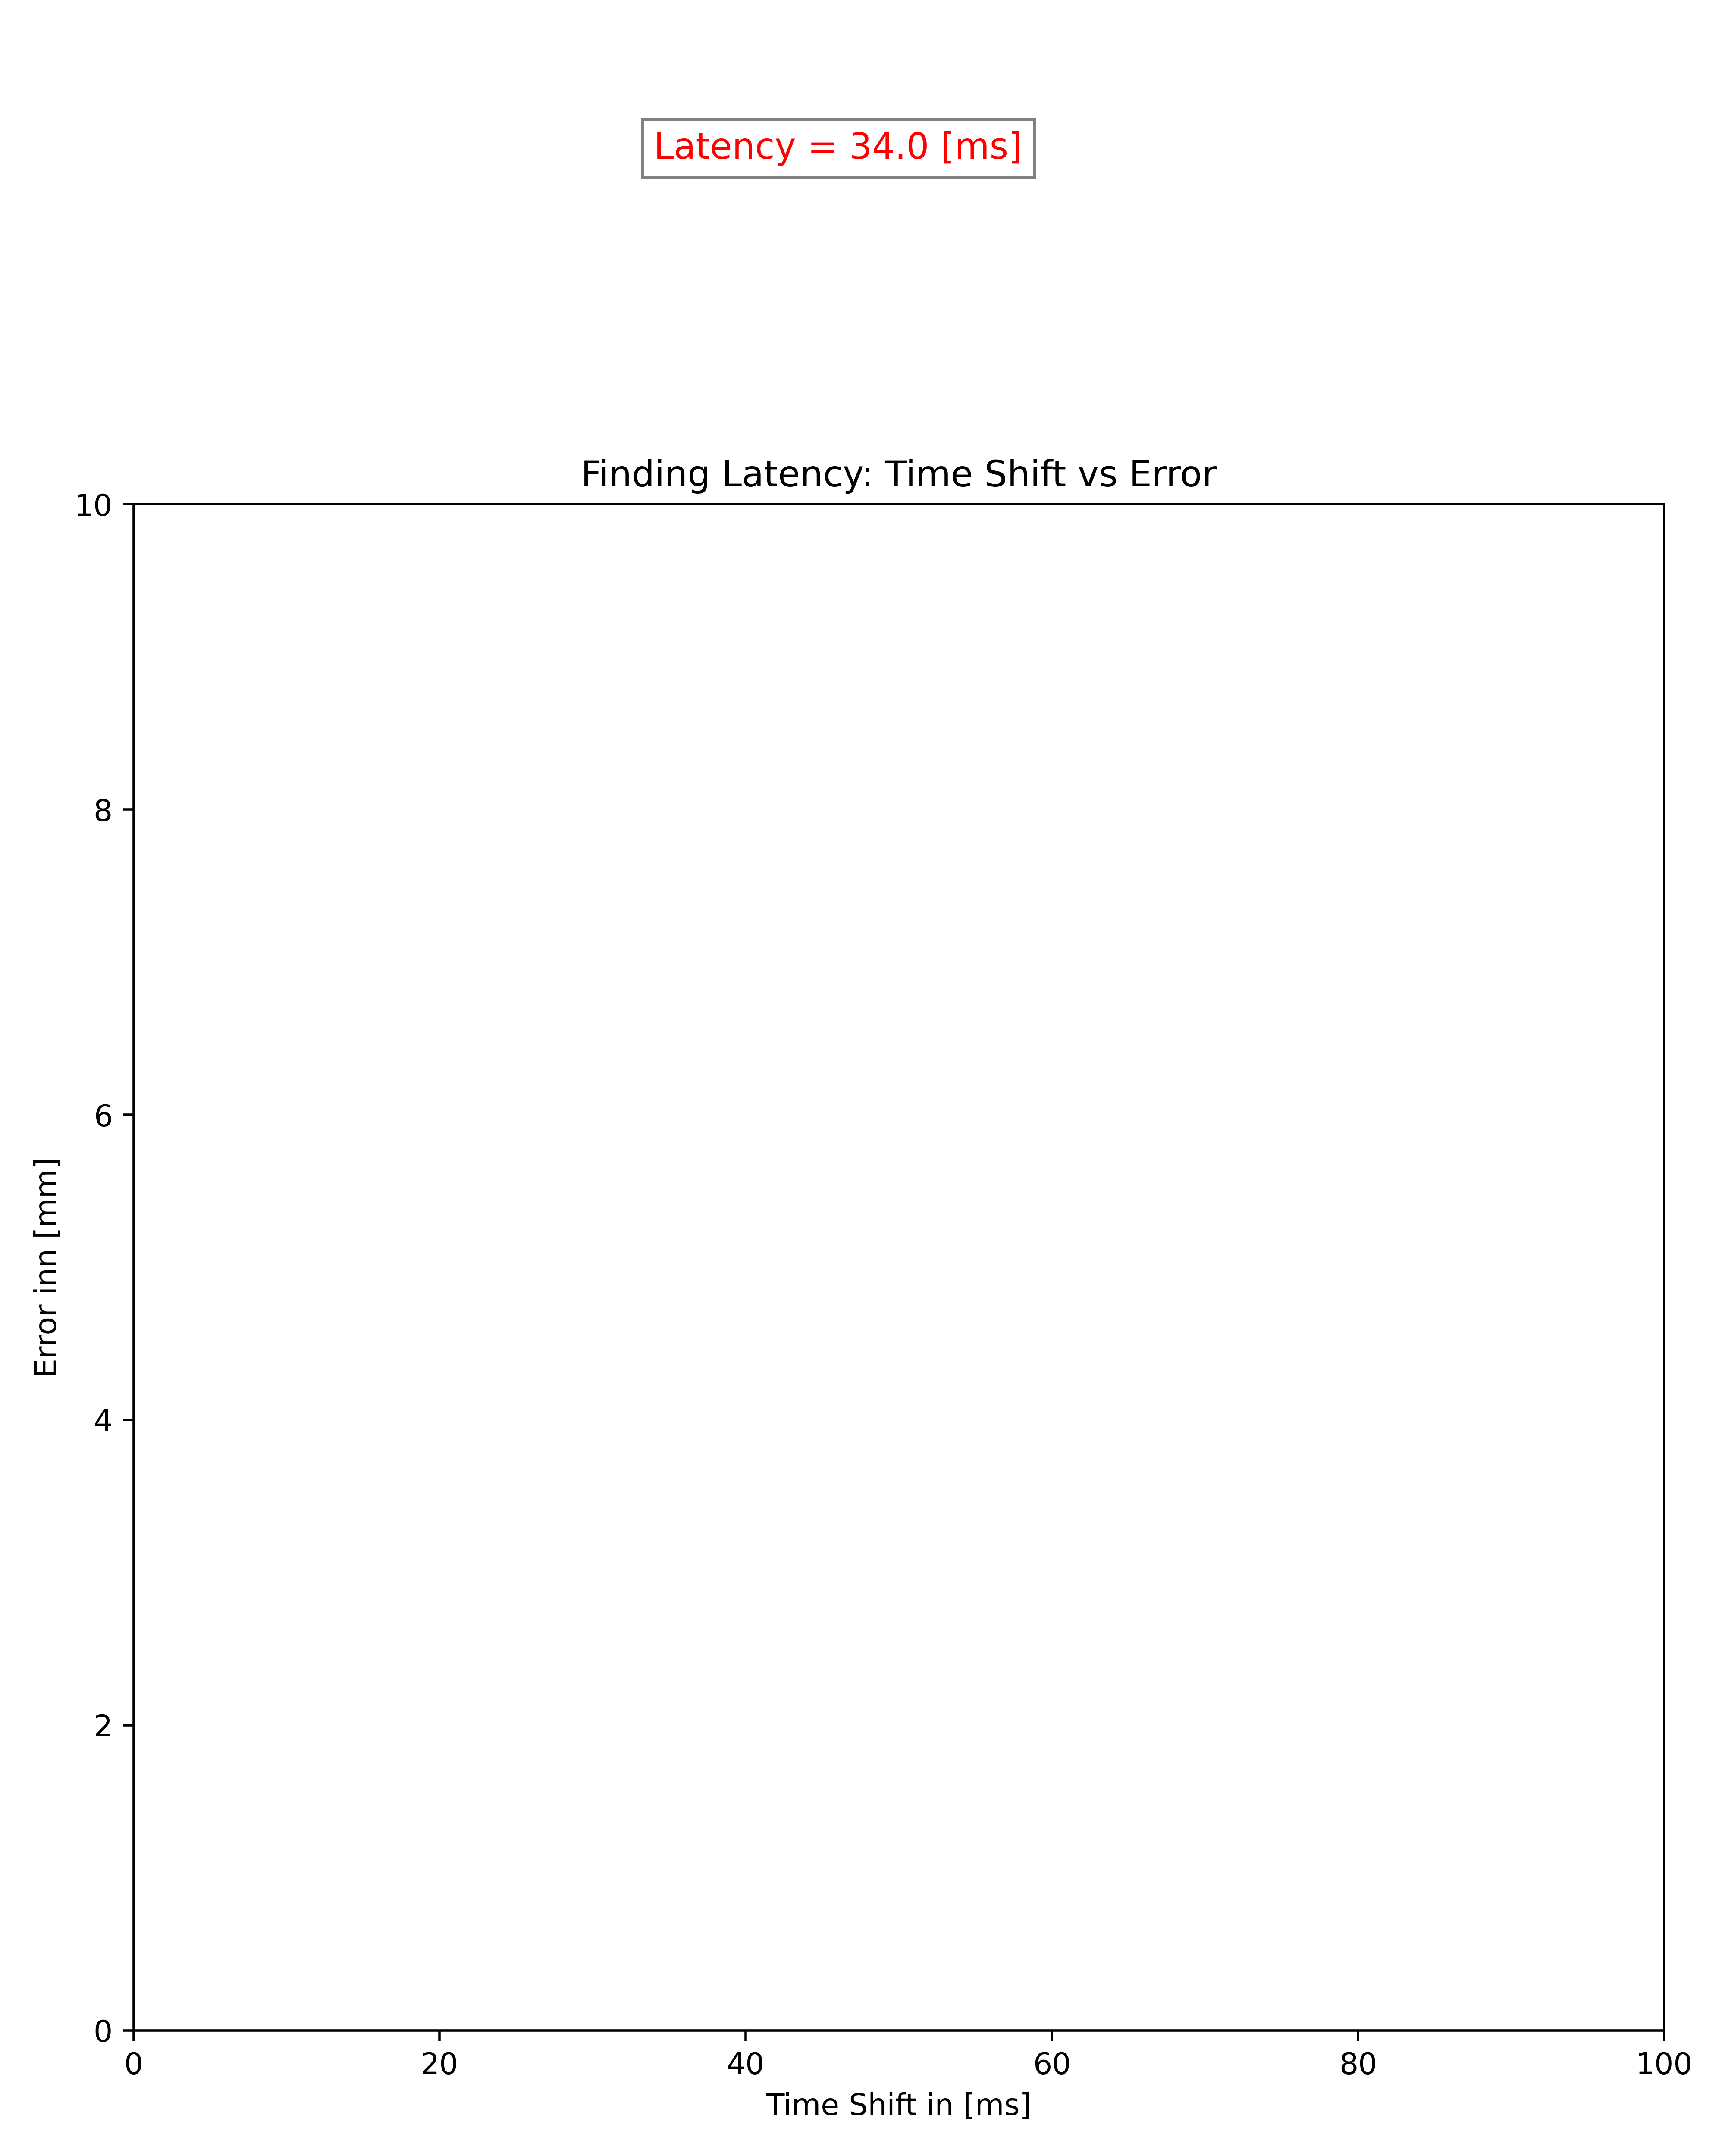 Latency = 34.0 [ms]
Finding Latency: Time Shift vs Error
10
8
6
4
2
0
Error inn [mm]
0 20 40 60 80 100
Time Shift in [ms]